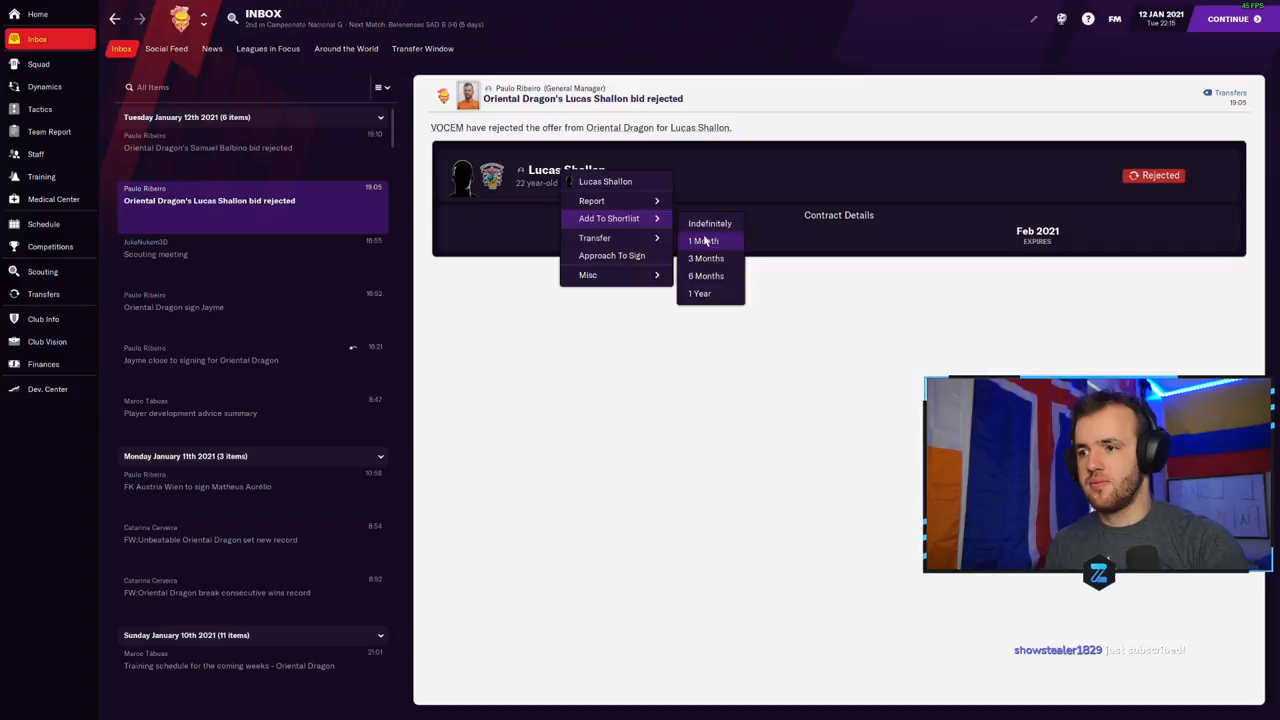 45 FPS
Home
Inbox
Squad
Dynamics
Tactics
Team Report
Staff
Training
Medical Center
Schedule
Competitions
Scouting
Transfers
Club Info
Club Vision
Finances
Dev. Center
INBOX
2nd in Campeonato Nacional G - Next Match: Belenenses SAD B (H) (5 days)
FM
12 JAN 2021
Tue 22:15
CONTINUE
Inbox
Social Feed
News
Leagues in Focus
Around the World
Transfer Window
All Items
Tuesday January 12th 2021 (6 items)
Paulo Ribeiro 19:10
Oriental Dragon's Samuel Balbino bid rejected
Paulo Ribeiro 19:05
Oriental Dragon's Lucas Shallon bid rejected
JukeNukem3D 16:55
Scouting meeting
Paulo Ribeiro 16:52
Oriental Dragon sign Jayme
Paulo Ribeiro 16:21
Jayme close to signing for Oriental Dragon
Marco Tábuas 8:47
Player development advice summary
Monday January 11th 2021 (3 items)
Paulo Ribeiro 10:58
FK Austria Wien to sign Matheus Aurélio
Catarina Cerveira 8:54
FW:Unbeatable Oriental Dragon set new record
Catarina Cerveira 8:52
FW:Oriental Dragon break consecutive wins record
Sunday January 10th 2021 (11 items)
Marco Tábuas 21:01
Training schedule for the coming weeks - Oriental Dragon
Paulo Ribeiro (General Manager)
Oriental Dragon's Lucas Shallon bid rejected
Transfers
19:05
VOCEM have rejected the offer from Oriental Dragon for Lucas Shallon.
Lucas Shallon
22 year-old
Rejected
Contract Details
Feb 2021
EXPIRES
Lucas Shallon
Report
Add To Shortlist
Transfer
Approach To Sign
Misc
Indefinitely
1 Month
3 Months
6 Months
1 Year
showstealer1829 just subscribed!